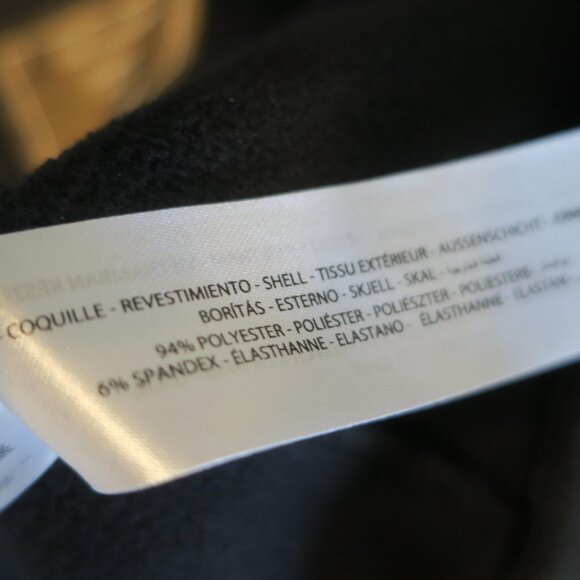 - COQUILLE - REVESTIMIENTO - SHELL - TISSU EXTÉRIEUR - AUSSENSCHICHT -
BORÍTÁS - ESTERNO - SKJELL - SKAL -
94% POLYESTER - POLIÉSTER - POLIÉSZTER - POLIESTERE -
6% SPANDEX - ÉLASTHANNE - ELASTANO - ÉLASTHANNE - ELASTAN